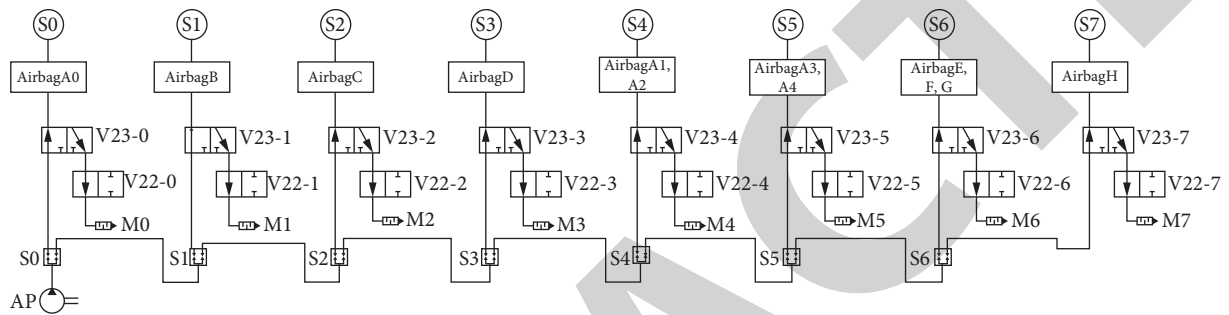 S0 S1 S2 S3 S4 S5 S6 S7
AirbagA0 AirbagB AirbagC AirbagD AirbagA1, A2 AirbagA3, A4 AirbagE, F, G AirbagH
V23-0 V23-1 V23-2 V23-3 V23-4 V23-5 V23-6 V23-7
V22-0 V22-1 V22-2 V22-3 V22-4 V22-5 V22-6 V22-7
M0 M1 M2 M3 M4 M5 M6 M7
S0 S1 S2 S3 S4 S5 S6
AP